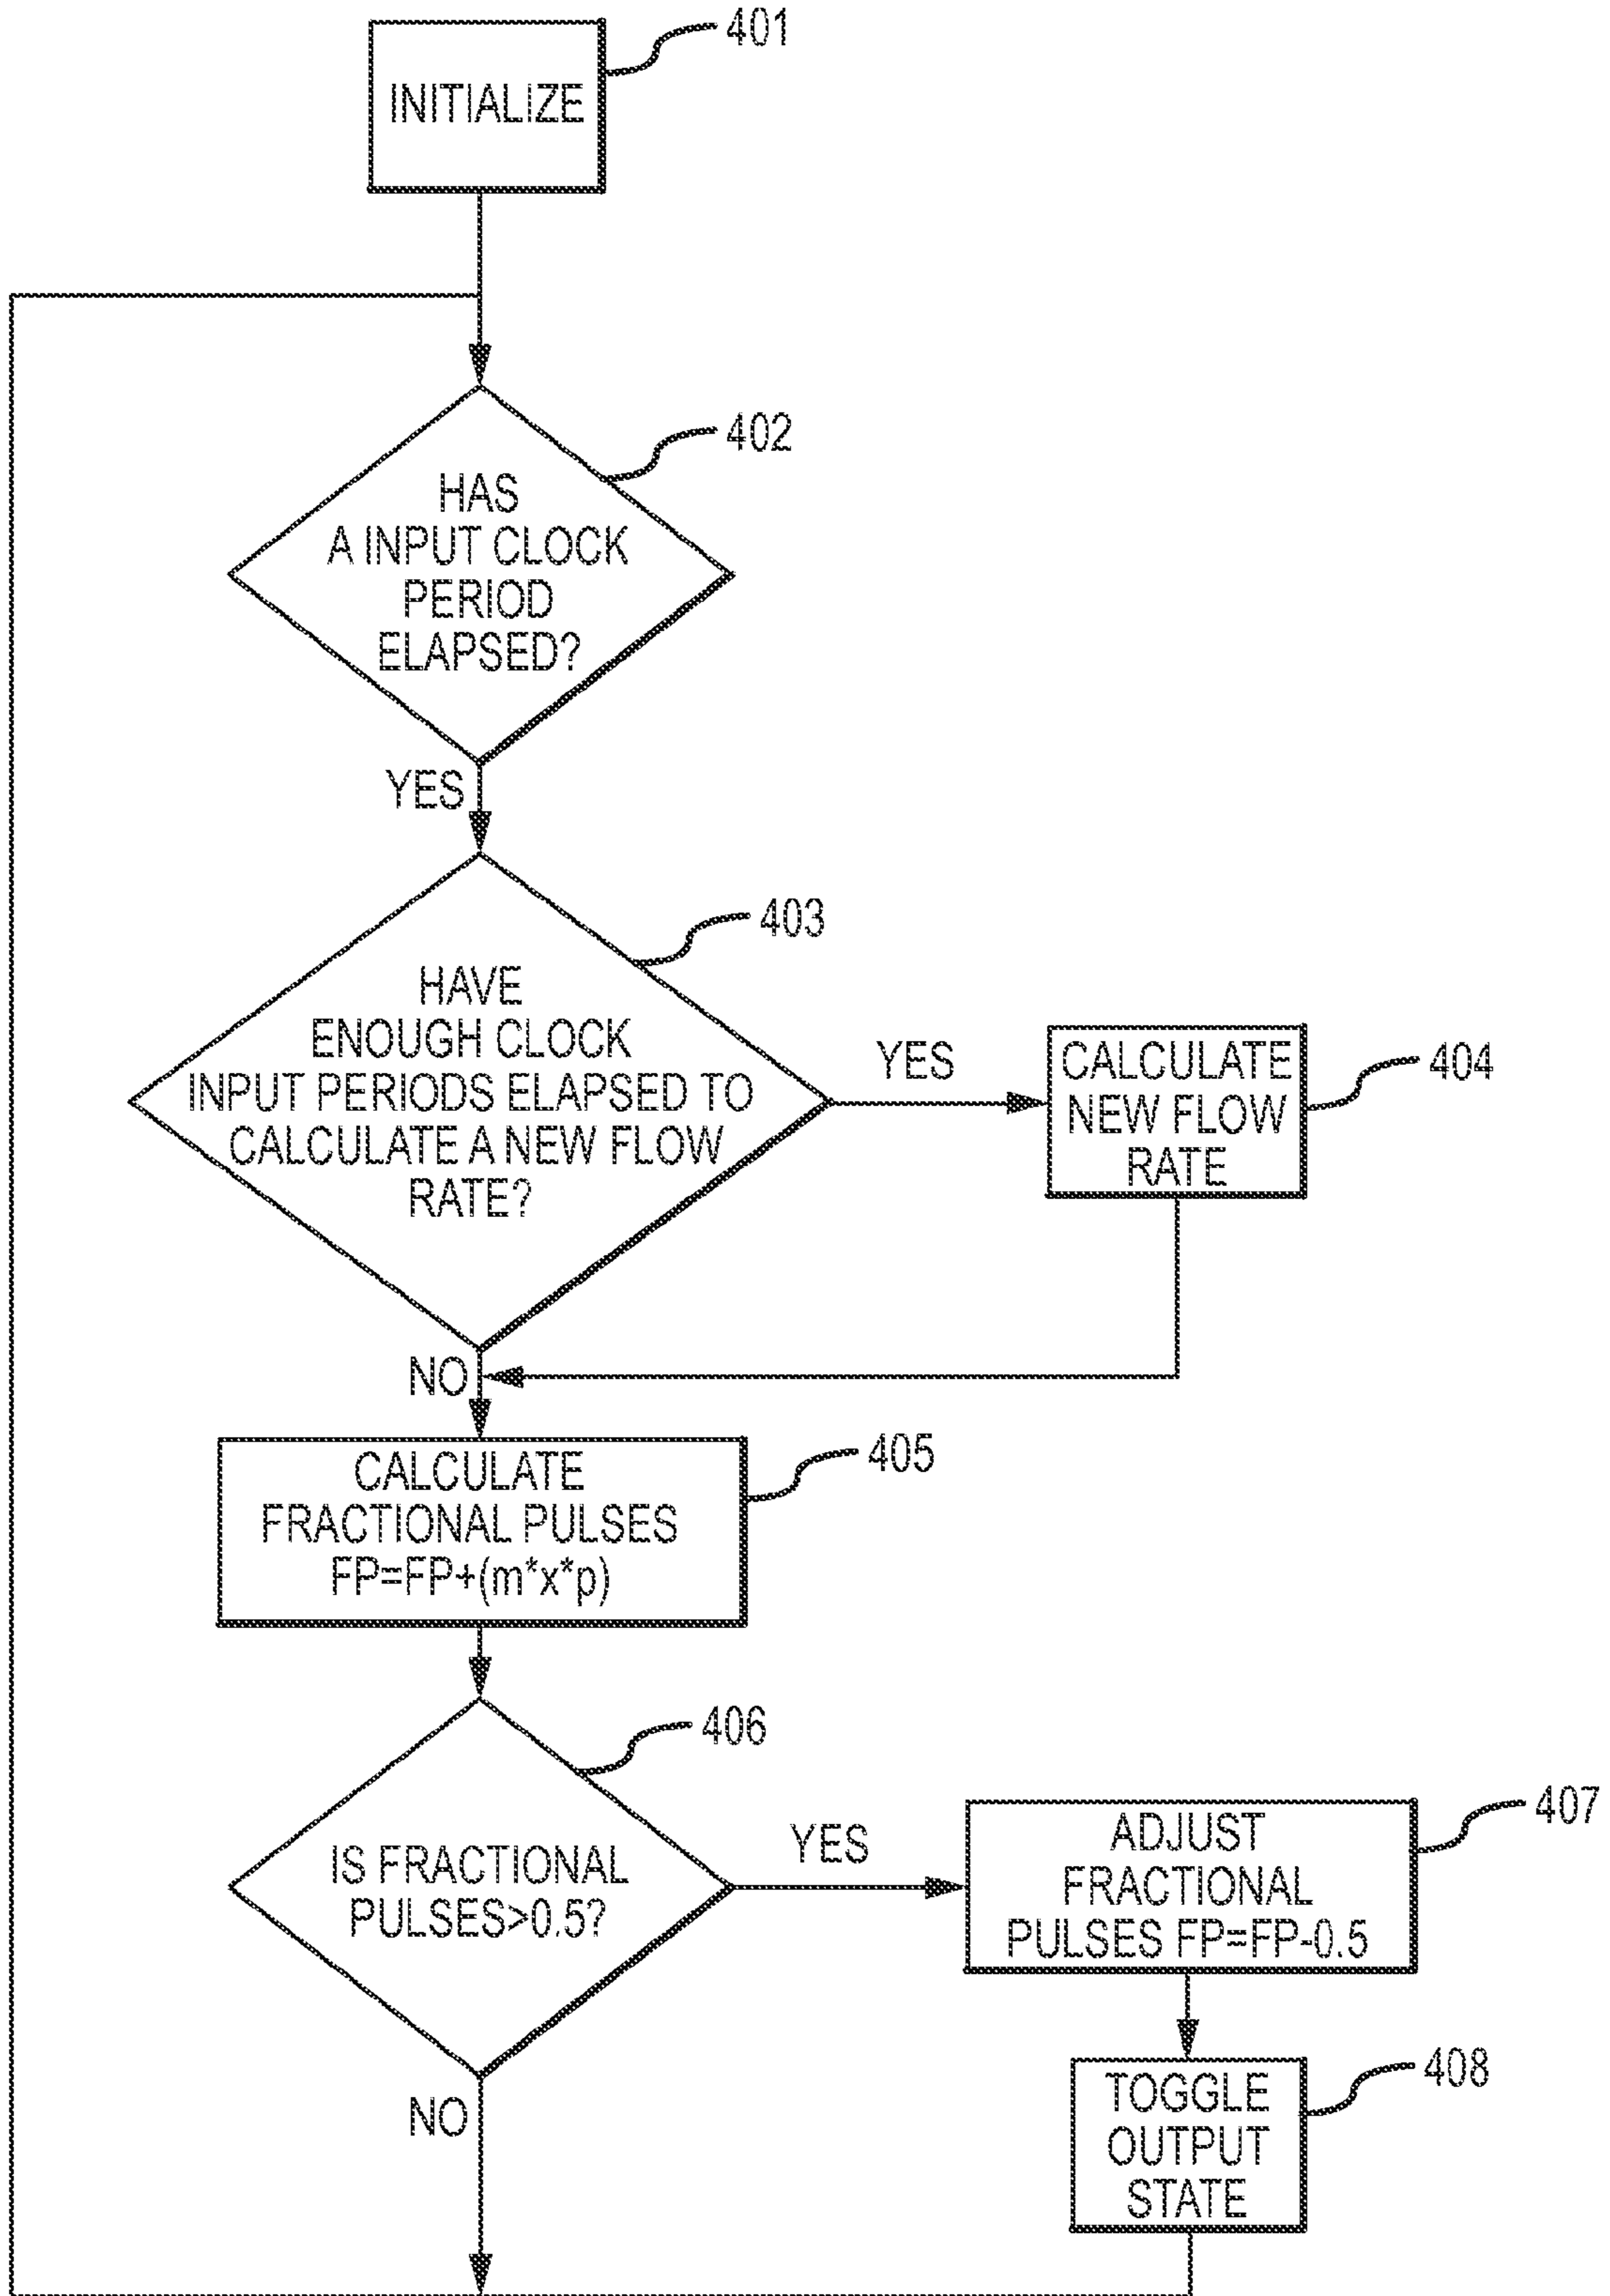 401
INITIALIZE
402
HAS
A INPUT CLOCK
PERIOD
ELAPSED?
YES
403
HAVE
ENOUGH CLOCK
INPUT PERIODS ELAPSED TO
CALCULATE A NEW FLOW
RATE?
YES
CALCULATE
NEW FLOW
RATE
404
NO
CALCULATE
FRACTIONAL PULSES
FP=FP+(m*x*p)
405
406
IS FRACTIONAL
PULSES>0.5?
YES
ADJUST
FRACTIONAL
PULSES FP=FP-0.5
407
NO
TOGGLE
OUTPUT
STATE
408